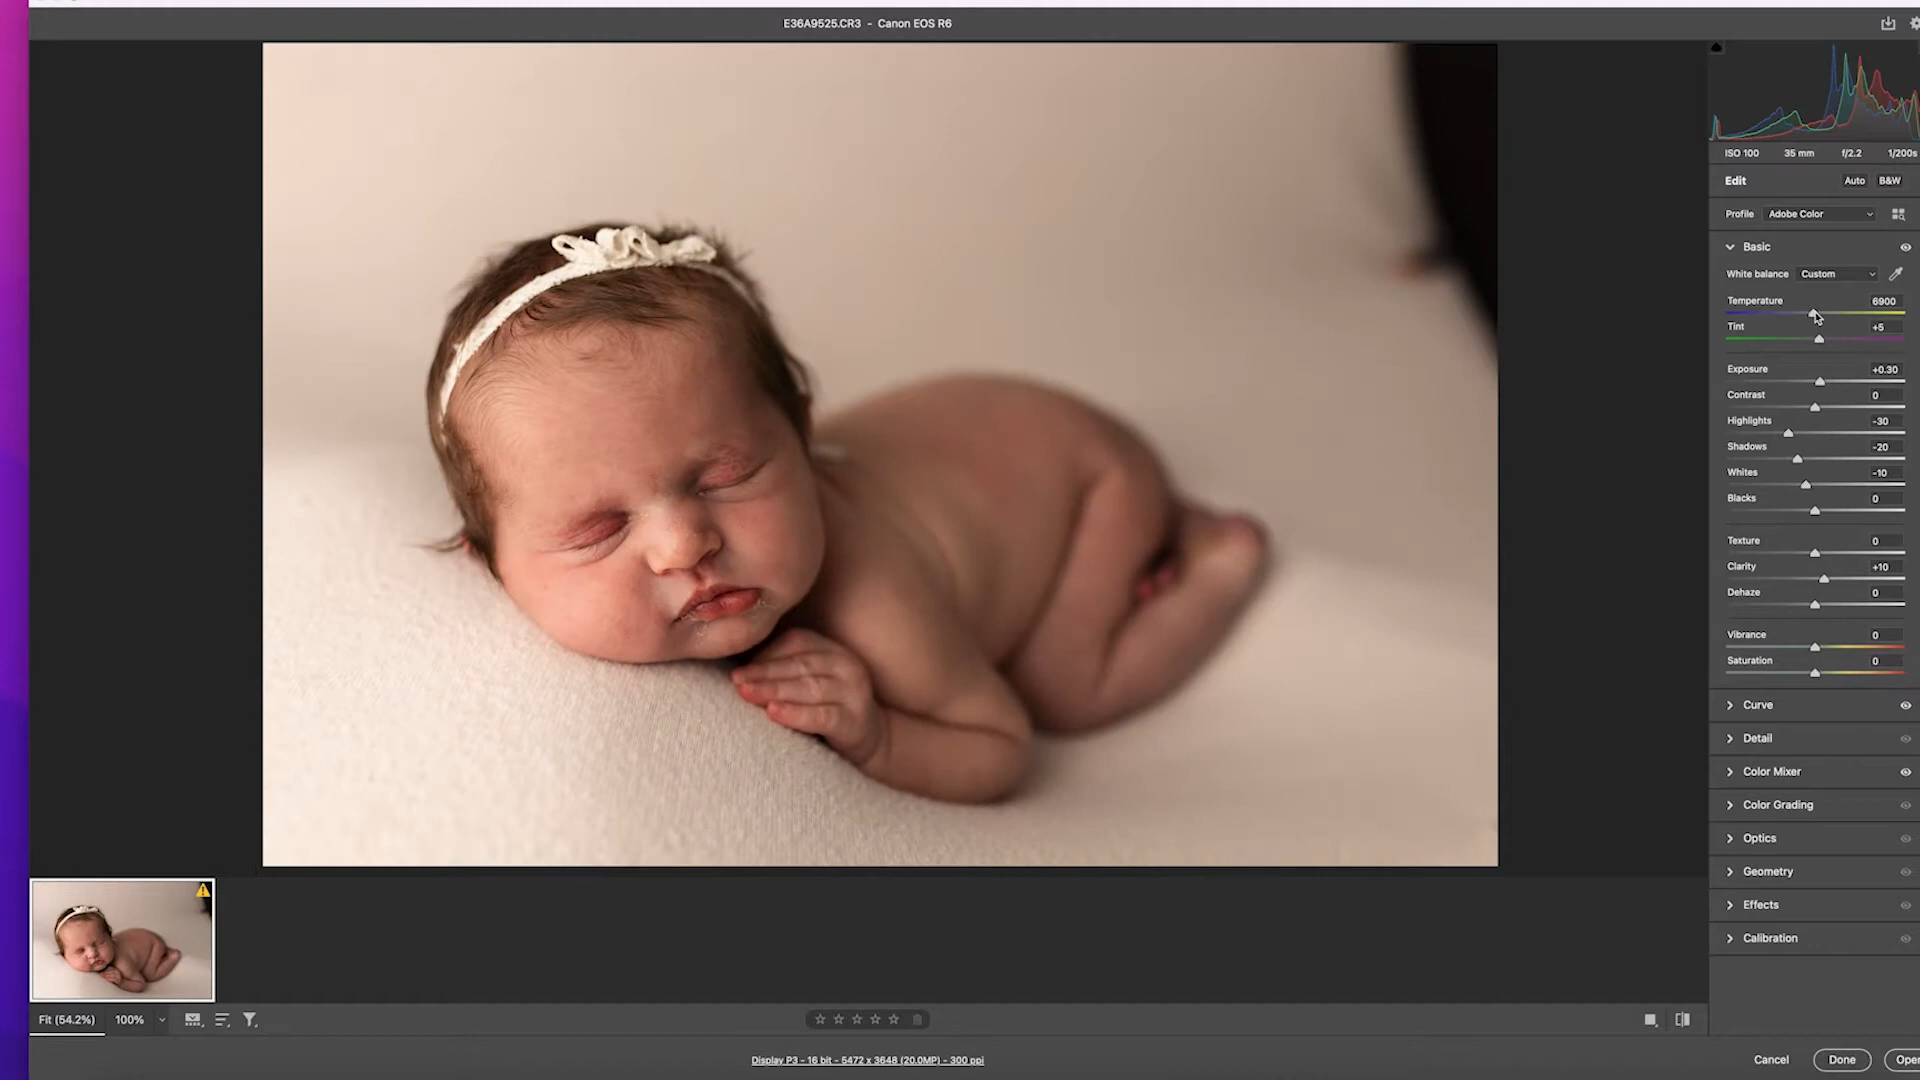 E36A9525.CR3 - Canon EOS R6
ISO 100 35 mm f/2.2 1/200s
Edit Auto B&W
Profile Adobe Color
Basic
White balance Custom
Temperature 6900
Tint +5
Exposure +0.30
Contrast 0
Highlights -30
Shadows -20
Whites -10
Blacks 0
Texture 0
Clarity +10
Dehaze 0
Vibrance 0
Saturation 0
Curve
Detail
Color Mixer
Color Grading
Optics
Geometry
Effects
Calibration
Fit (54.2%) 100%
Display P3 - 16 bit - 5472 x 3648 (20.0MP) - 300 ppi
Cancel Done Open